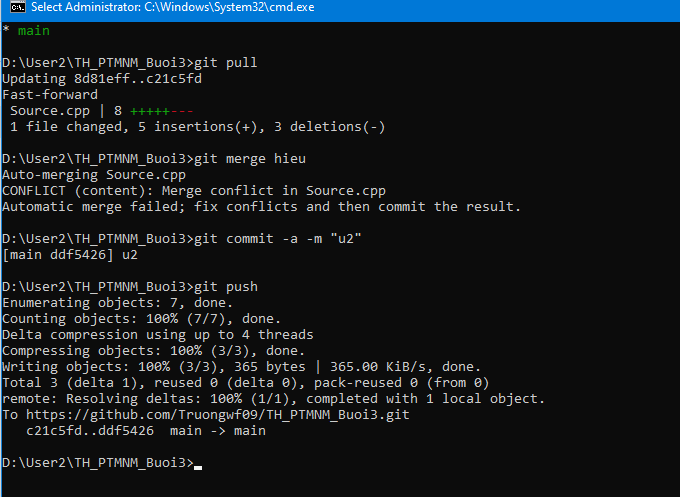 Select Administrator: C:\Windows\System32\cmd.exe
* main
D:\User2\TH_PTMNM_Buoi3>git pull
Updating 8d81eff..c21c5fd
Fast-forward
 Source.cpp | 8 +++++---
 1 file changed, 5 insertions(+), 3 deletions(-)
D:\User2\TH_PTMNM_Buoi3>git merge hieu
Auto-merging Source.cpp
CONFLICT (content): Merge conflict in Source.cpp
Automatic merge failed; fix conflicts and then commit the result.
D:\User2\TH_PTMNM_Buoi3>git commit -a -m "u2"
[main ddf5426] u2
D:\User2\TH_PTMNM_Buoi3>git push
Enumerating objects: 7, done.
Counting objects: 100% (7/7), done.
Delta compression using up to 4 threads
Compressing objects: 100% (3/3), done.
Writing objects: 100% (3/3), 365 bytes | 365.00 KiB/s, done.
Total 3 (delta 1), reused 0 (delta 0), pack-reused 0 (from 0)
remote: Resolving deltas: 100% (1/1), completed with 1 local object.
To https://github.com/Truongwf09/TH_PTMNM_Buoi3.git
   c21c5fd..ddf5426  main -> main
D:\User2\TH_PTMNM_Buoi3>